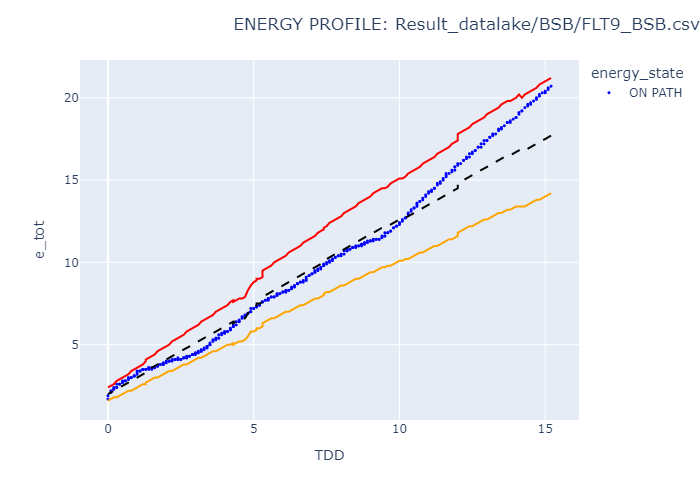 ENERGY PROFILE: Result_datalake/BSB/FLT9_BSB.csv
energy_state
ON PATH
20
15
10
5
e_tot
0
5
10
15
TDD